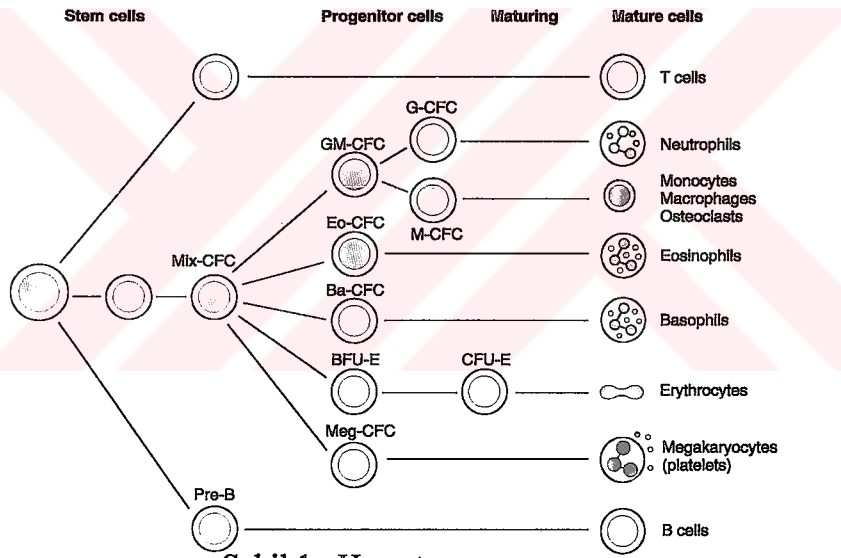 Stem cells
Progenitor cells
Maturing
Mature cells
T cells
G-CFC
GM-CFC
Neutrophils
Monocytes
Macrophages
Osteoclasts
M-CFC
Eo-CFC
Eosinophils
Mix-CFC
Ba-CFC
Basophils
BFU-E
CFU-E
Erythrocytes
Meg-CFC
Megakaryocytes
(platelets)
Pre-B
B cells